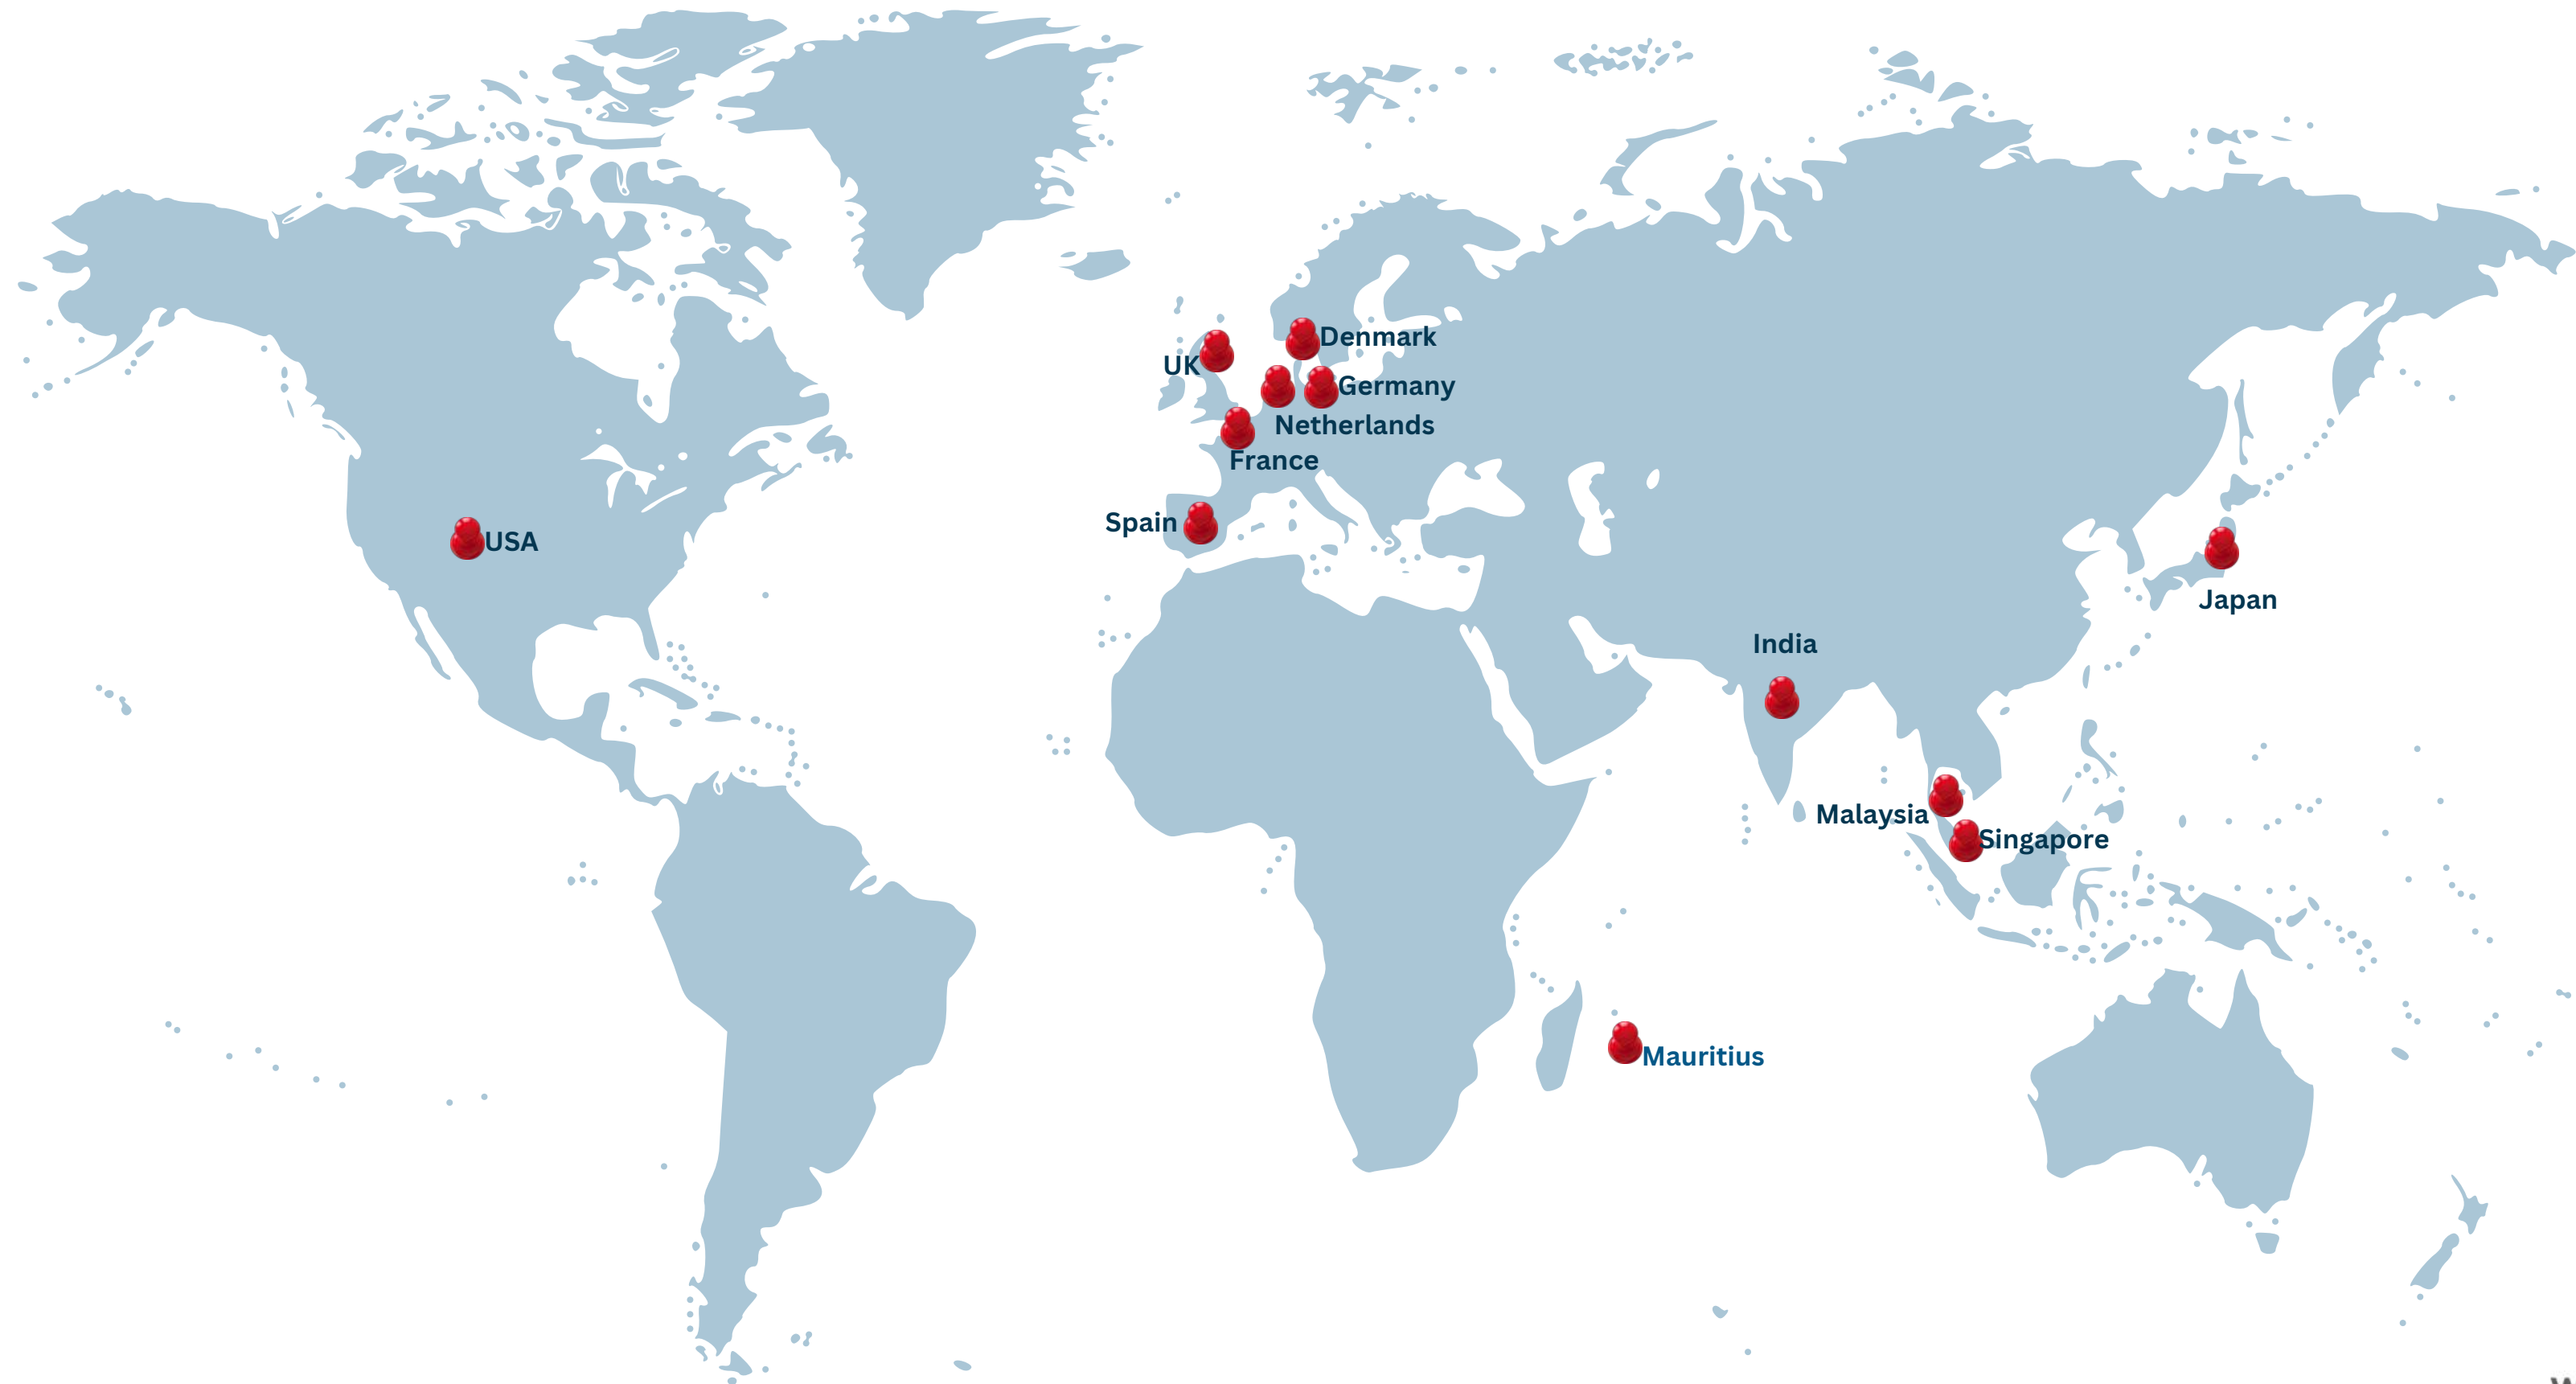 Denmark
UK
Germany
Netherlands
France
Spain
USA
Japan
India
Malaysia
Singapore
Mauritius